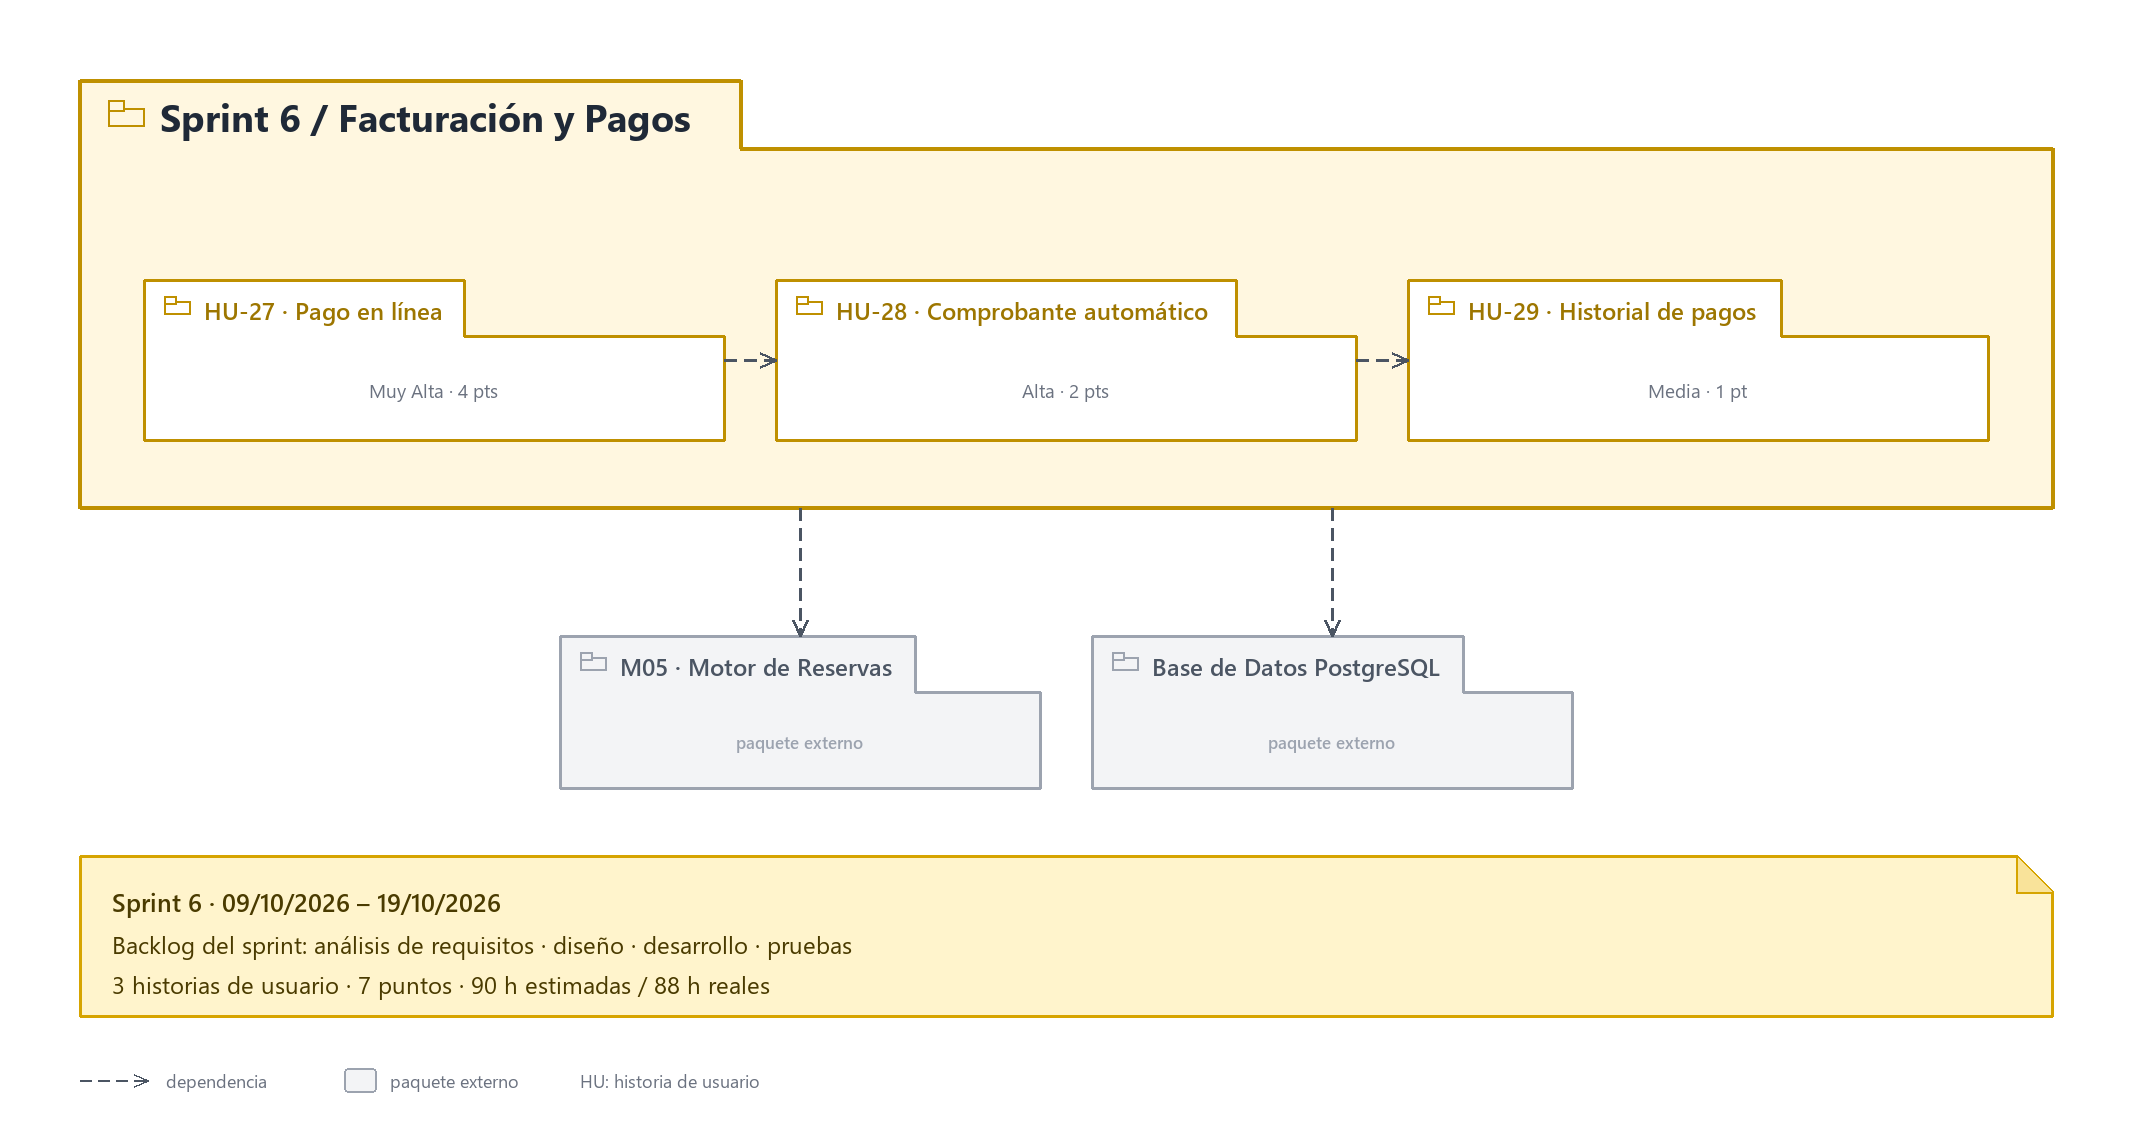 Sprint 6 / Facturación y Pagos
HU-27 · Pago en línea
Muy Alta · 4 pts
HU-28 · Comprobante automático
Alta · 2 pts
HU-29 · Historial de pagos
Media · 1 pt
M05 · Motor de Reservas
paquete externo
Base de Datos PostgreSQL
paquete externo
Sprint 6 · 09/10/2026 – 19/10/2026
Backlog del sprint: análisis de requisitos · diseño · desarrollo · pruebas
3 historias de usuario · 7 puntos · 90 h estimadas / 88 h reales
dependencia
paquete externo
HU: historia de usuario